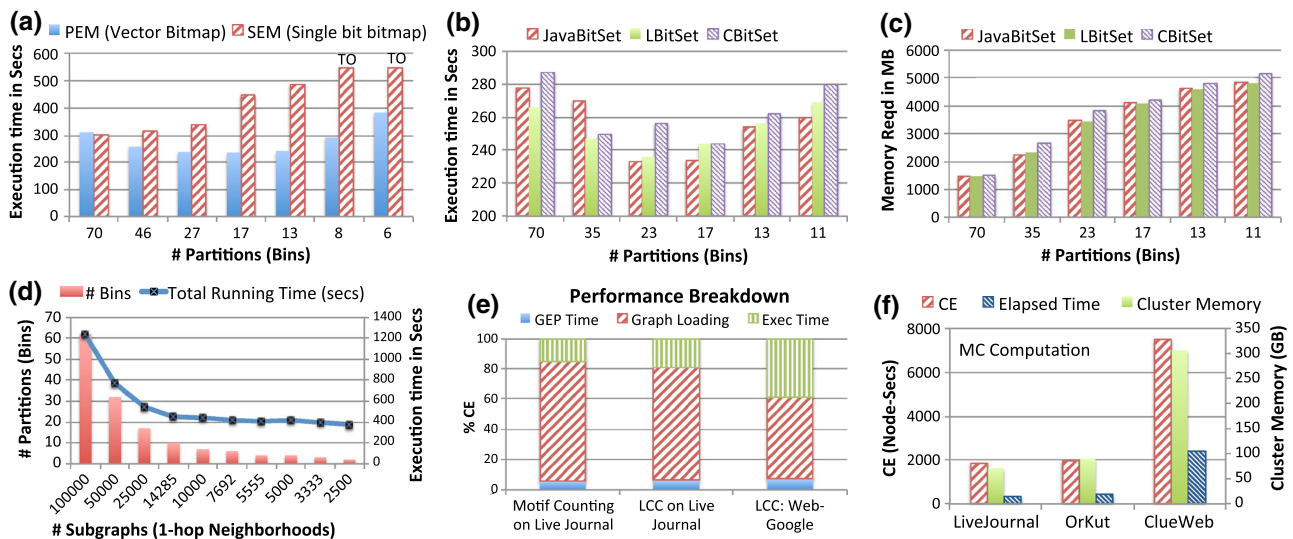 (a)
PEM (Vector Bitmap) SEM (Single bit bitmap)
Execution time in Secs
600
500
400
300
200
100
0
TO TO
70 46 27 17 13 8 6
# Partitions (Bins)
(b)
JavaBitSet LBitSet CBitSet
Execution time in Secs
300
280
260
240
220
200
70 35 23 17 13 11
# Partitions (Bins)
(c)
JavaBitSet LBitSet CBitSet
Memory Reqd in MB
6000
5000
4000
3000
2000
1000
0
70 35 23 17 13 11
# Partitions (Bins)
(d)
# Bins Total Running Time (secs)
# Partitions (Bins)
70
60
50
40
30
20
10
0
1400
1200
1000
800
600
400
200
0
Execution time in Secs
100000 50000 25000 14285 10000 7692 5555 5000 3333 2500
# Subgraphs (1-hop Neighborhoods)
(e)
Performance Breakdown
GEP Time Graph Loading Exec Time
% CE
100
80
60
40
20
0
Motif Counting on Live Journal
LCC on Live Journal
LCC: Web-Google
(f)
CE Elapsed Time Cluster Memory
MC Computation
CE (Node-Secs)
8000
6000
4000
2000
0
350
300
250
200
150
100
50
0
Cluster Memory (GB)
LiveJournal OrKut ClueWeb